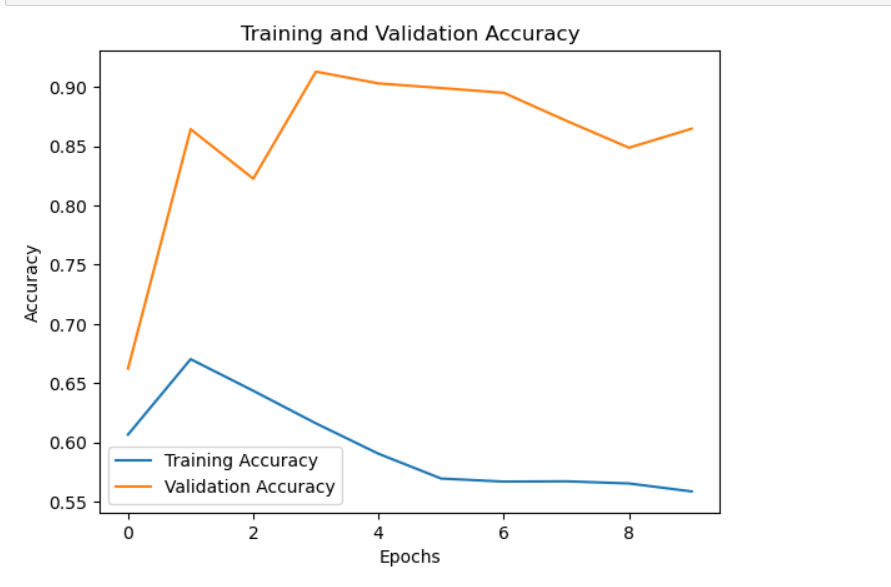 Training and Validation Accuracy
0.90
0.85
0.80
0.75
0.70
0.65
0.60
0.55
Accuracy
Training Accuracy
Validation Accuracy
0 2 4 6 8
Epochs